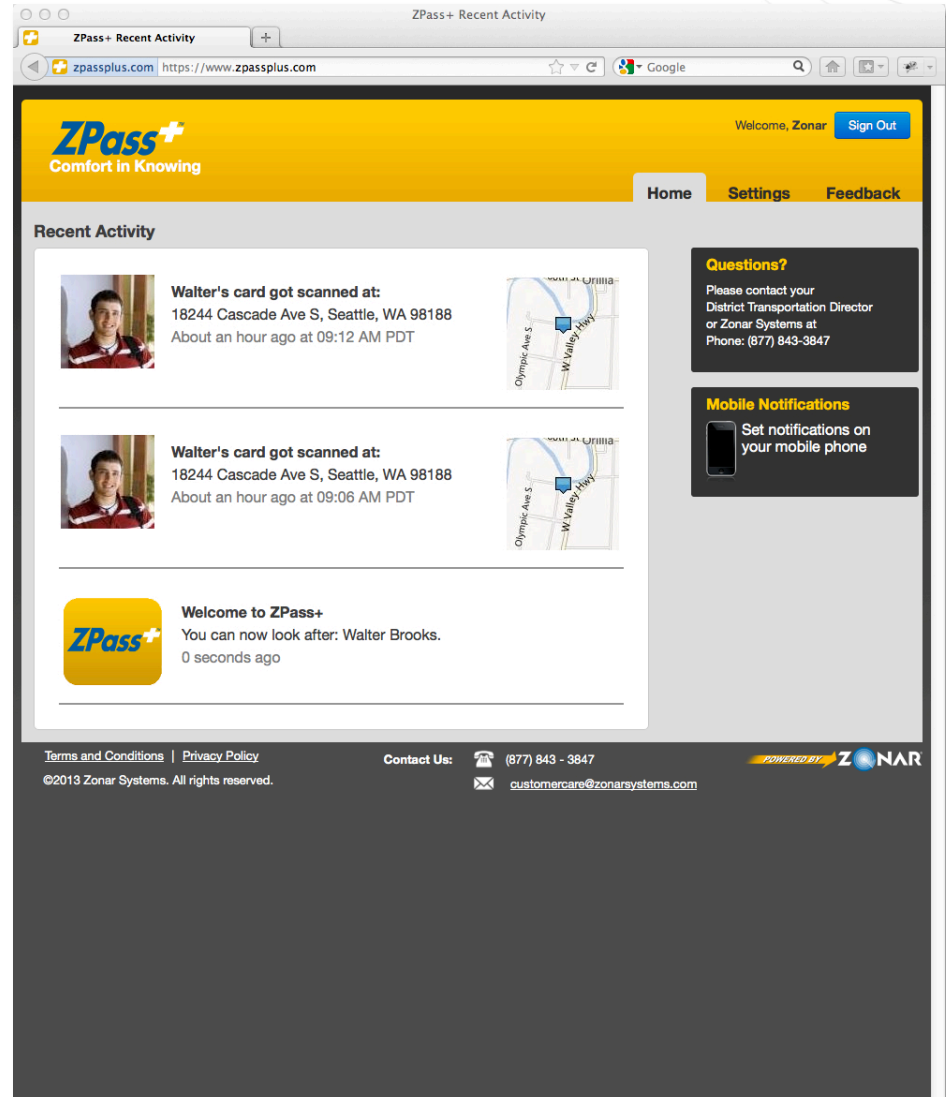 ZPass+ Recent Activity
ZPass+ Recent Activity
zpassplus.com https://www.zpassplus.com
Google
ZPass+
Comfort in Knowing
Welcome, Zonar
Sign Out
Home
Settings
Feedback
Recent Activity
Walter's card got scanned at:
18244 Cascade Ave S, Seattle, WA 98188
About an hour ago at 09:12 AM PDT
Orillia
Olympic Ave S
W Valley Hwy
Walter's card got scanned at:
18244 Cascade Ave S, Seattle, WA 98188
About an hour ago at 09:06 AM PDT
Orillia
Olympic Ave S
W Valley Hwy
ZPass+
Welcome to ZPass+
You can now look after: Walter Brooks.
0 seconds ago
Questions?
Please contact your
District Transportation Director
or Zonar Systems at
Phone: (877) 843-3847
Mobile Notifications
Set notifications on
your mobile phone
Terms and Conditions | Privacy Policy
©2013 Zonar Systems. All rights reserved.
Contact Us:
(877) 843 - 3847
customercare@zonarsystems.com
POWERED BY
ZONAR